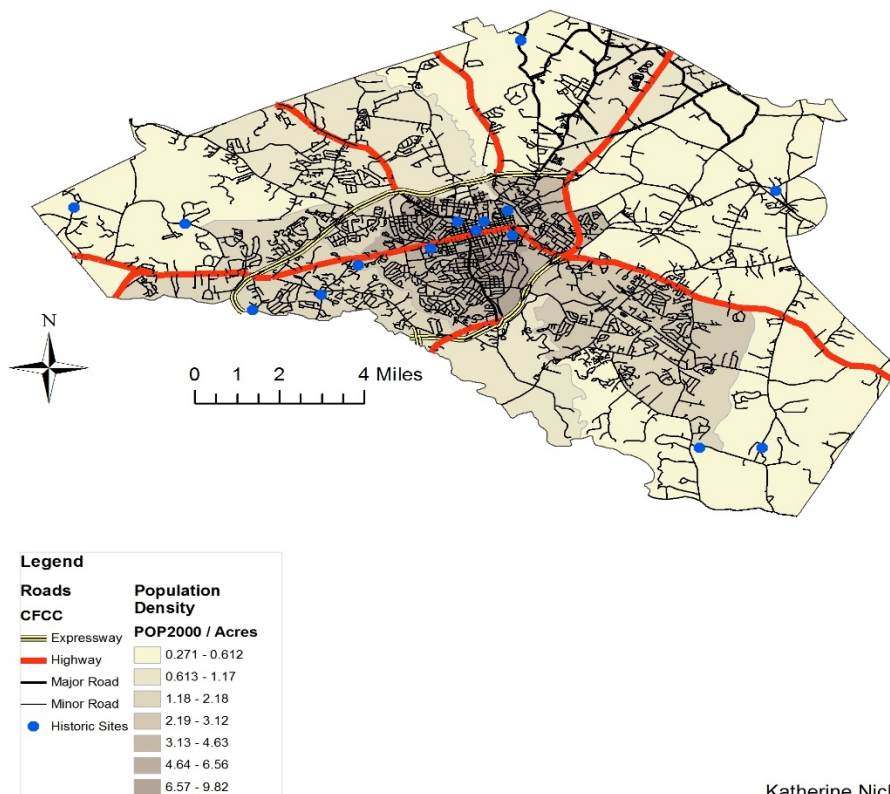 N
0 1 2 4 Miles
Legend
Roads
CFCC
Expressway
Highway
Major Road
Minor Road
Historic Sites
Population
Density
POP2000 / Acres
0.271 - 0.612
0.613 - 1.17
1.18 - 2.18
2.19 - 3.12
3.13 - 4.63
4.64 - 6.56
6.57 - 9.82
Katherine